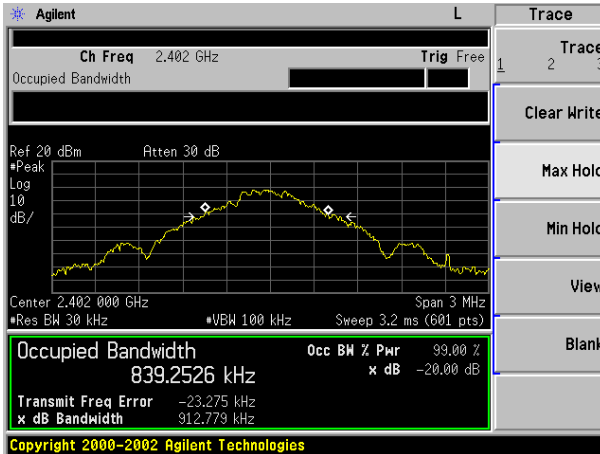 Agilent L Trace
Ch Freq 2.402 GHz Trig Free
Occupied Bandwidth
Trace
1 2 3
Clear Write
Ref 20 dBm Atten 30 dB
#Peak
Log
10
dB/
Max Hold
Min Hold
View
Center 2.402 000 GHz Span 3 MHz
#Res BW 30 kHz #VBW 100 kHz Sweep 3.2 ms (601 pts)
Blank
Occupied Bandwidth Occ BW % Pwr 99.00 %
839.2526 kHz x dB -20.00 dB
Transmit Freq Error -23.275 kHz
x dB Bandwidth 912.779 kHz
Copyright 2000-2002 Agilent Technologies